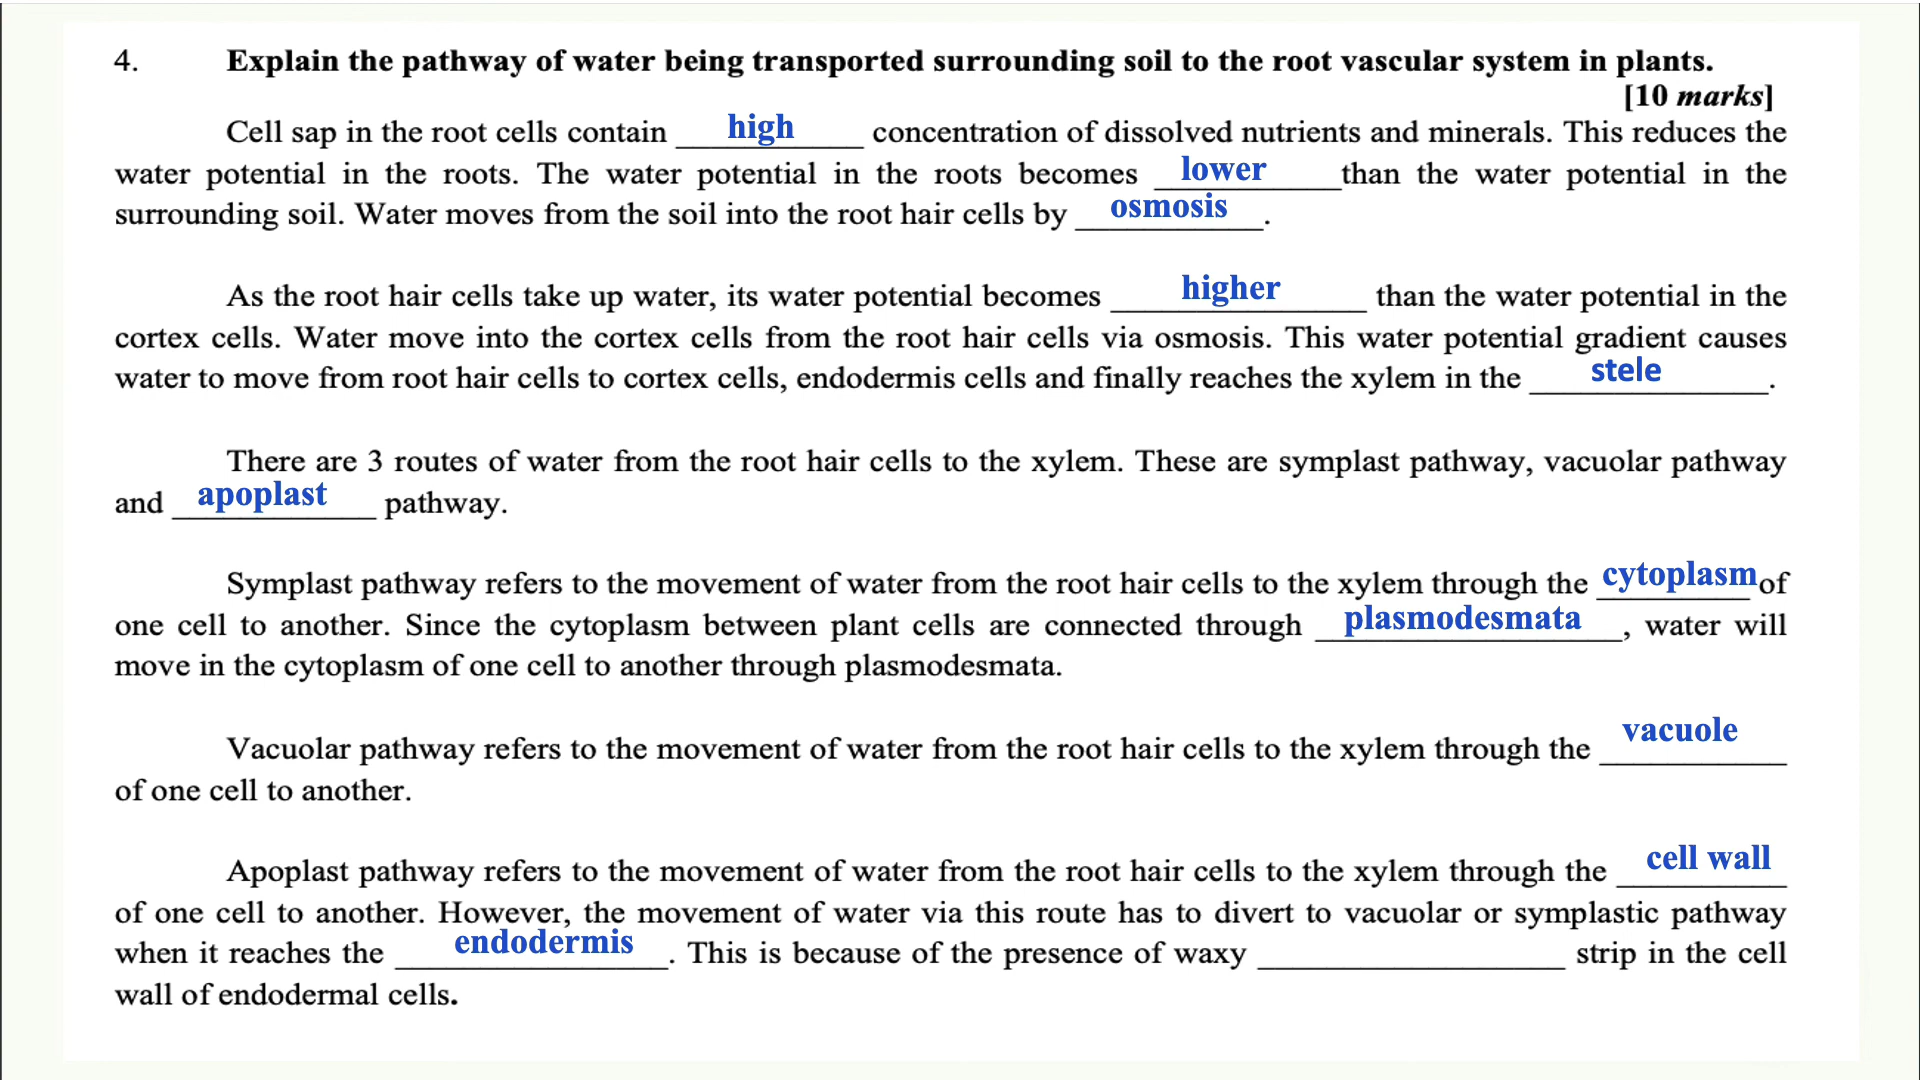 4. Explain the pathway of water being transported surrounding soil to the root vascular system in plants.
[10 marks]
Cell sap in the root cells contain high concentration of dissolved nutrients and minerals. This reduces the
water potential in the roots. The water potential in the roots becomes lower than the water potential in the
surrounding soil. Water moves from the soil into the root hair cells by osmosis.
As the root hair cells take up water, its water potential becomes higher than the water potential in the
cortex cells. Water move into the cortex cells from the root hair cells via osmosis. This water potential gradient causes
water to move from root hair cells to cortex cells, endodermis cells and finally reaches the xylem in the stele.
There are 3 routes of water from the root hair cells to the xylem. These are symplast pathway, vacuolar pathway
and apoplast pathway.
Symplast pathway refers to the movement of water from the root hair cells to the xylem through the cytoplasm of
one cell to another. Since the cytoplasm between plant cells are connected through plasmodesmata, water will
move in the cytoplasm of one cell to another through plasmodesmata.
Vacuolar pathway refers to the movement of water from the root hair cells to the xylem through the vacuole
of one cell to another.
Apoplast pathway refers to the movement of water from the root hair cells to the xylem through the cell wall
of one cell to another. However, the movement of water via this route has to divert to vacuolar or symplastic pathway
when it reaches the endodermis. This is because of the presence of waxy ____________________ strip in the cell
wall of endodermal cells.